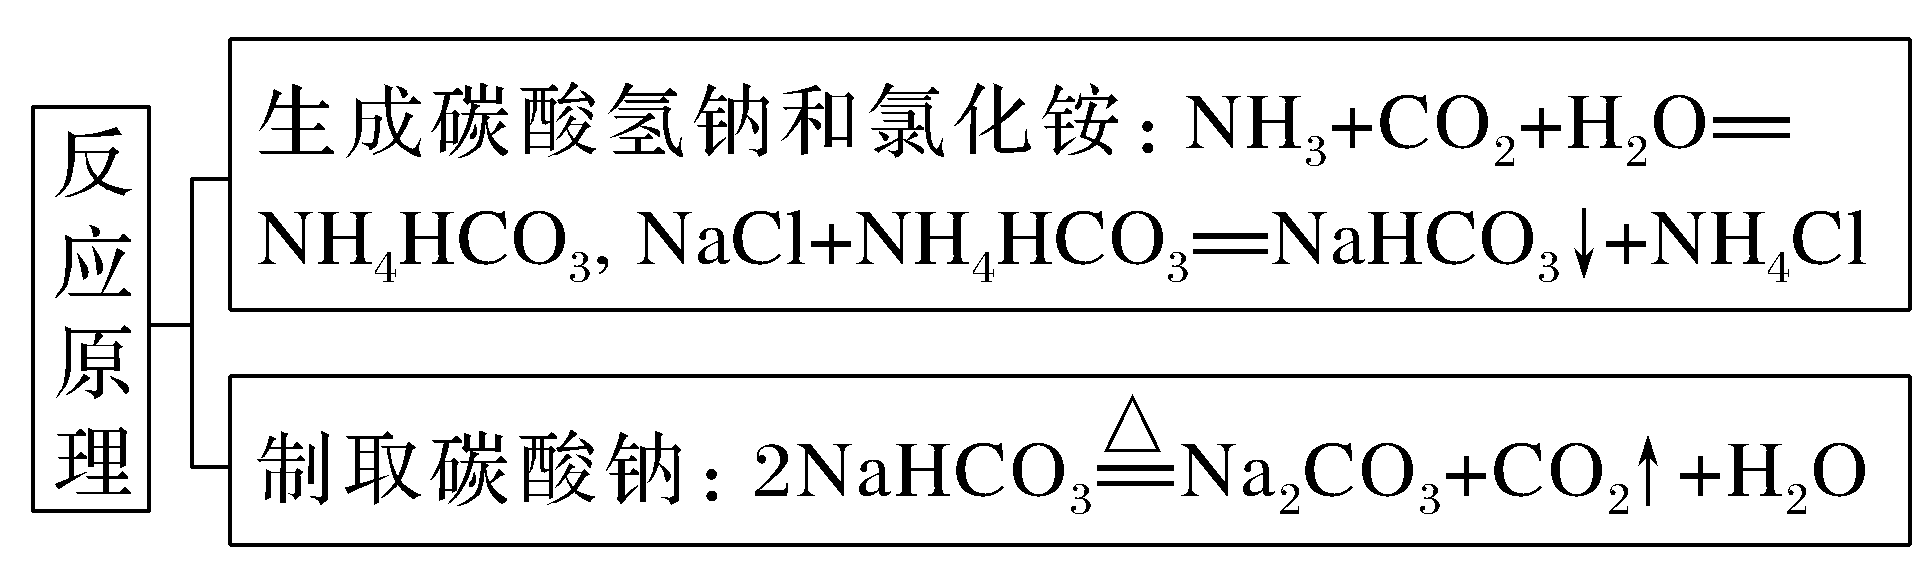 反应原理
生成碳酸氢钠和氯化铵：NH₃+CO₂+H₂O══
NH₄HCO₃, NaCl+NH₄HCO₃══NaHCO₃↓+NH₄Cl
制取碳酸钠：2NaHCO₃≜Na₂CO₃+CO₂↑+H₂O